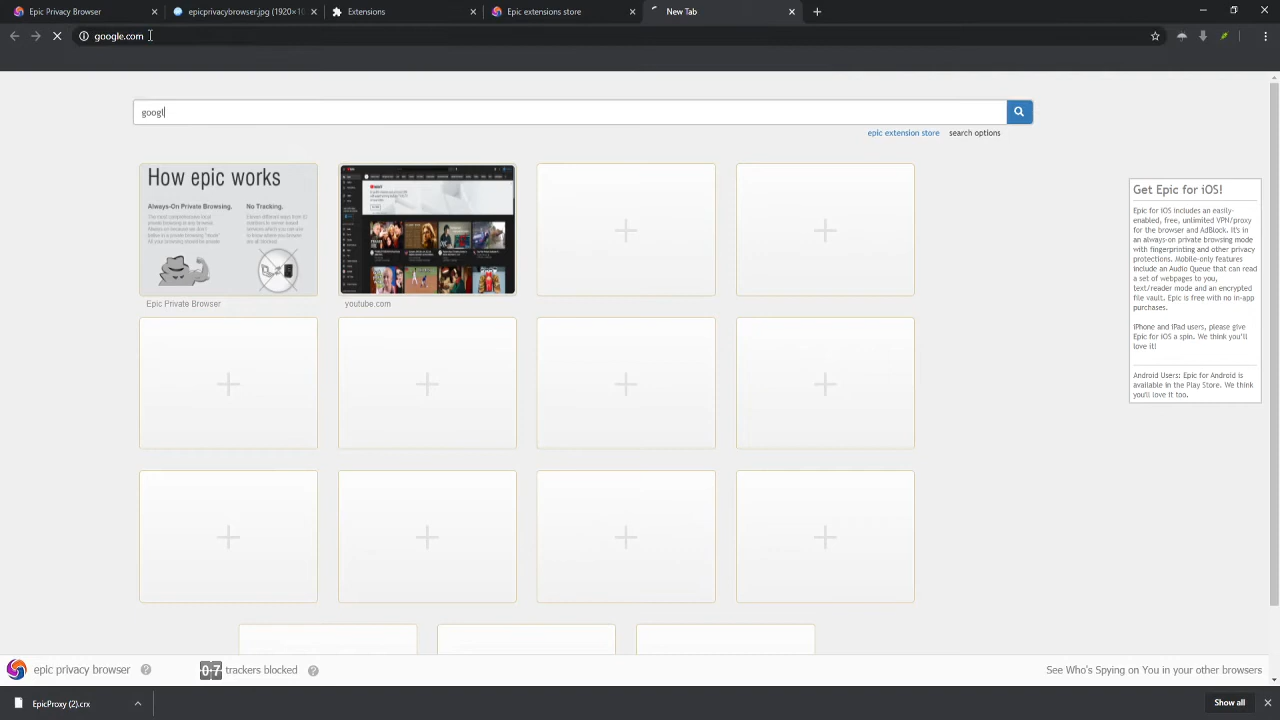 Epic Privacy Browser
epicprivacybrowser.jpg (1920×10
Extensions
Epic extensions store
New Tab
google.com
googl
epic extension store search options
How epic works
Always-On Private Browsing.
No Tracking.
Epic Private Browser
youtube.com
Get Epic for iOS!
Epic for iOS includes an easily-
enabled, free, unlimited VPN/proxy
for the browser and AdBlock. It's in
an always-on private browsing mode
with fingerprinting and other privacy
protections. Mobile-only features
include an Audio Queue that can read
a set of webpages to you,
text/reader mode and an encrypted
file vault. Epic is free with no in-app
purchases.
iPhone and iPad users, please give
Epic for iOS a spin. We think you'll
love it!
Android Users: Epic for Android is
available in the Play Store. We think
you'll love it too.
epic privacy browser ?
07 trackers blocked ?
See Who's Spying on You in your other browsers
EpicProxy (2).crx
Show all